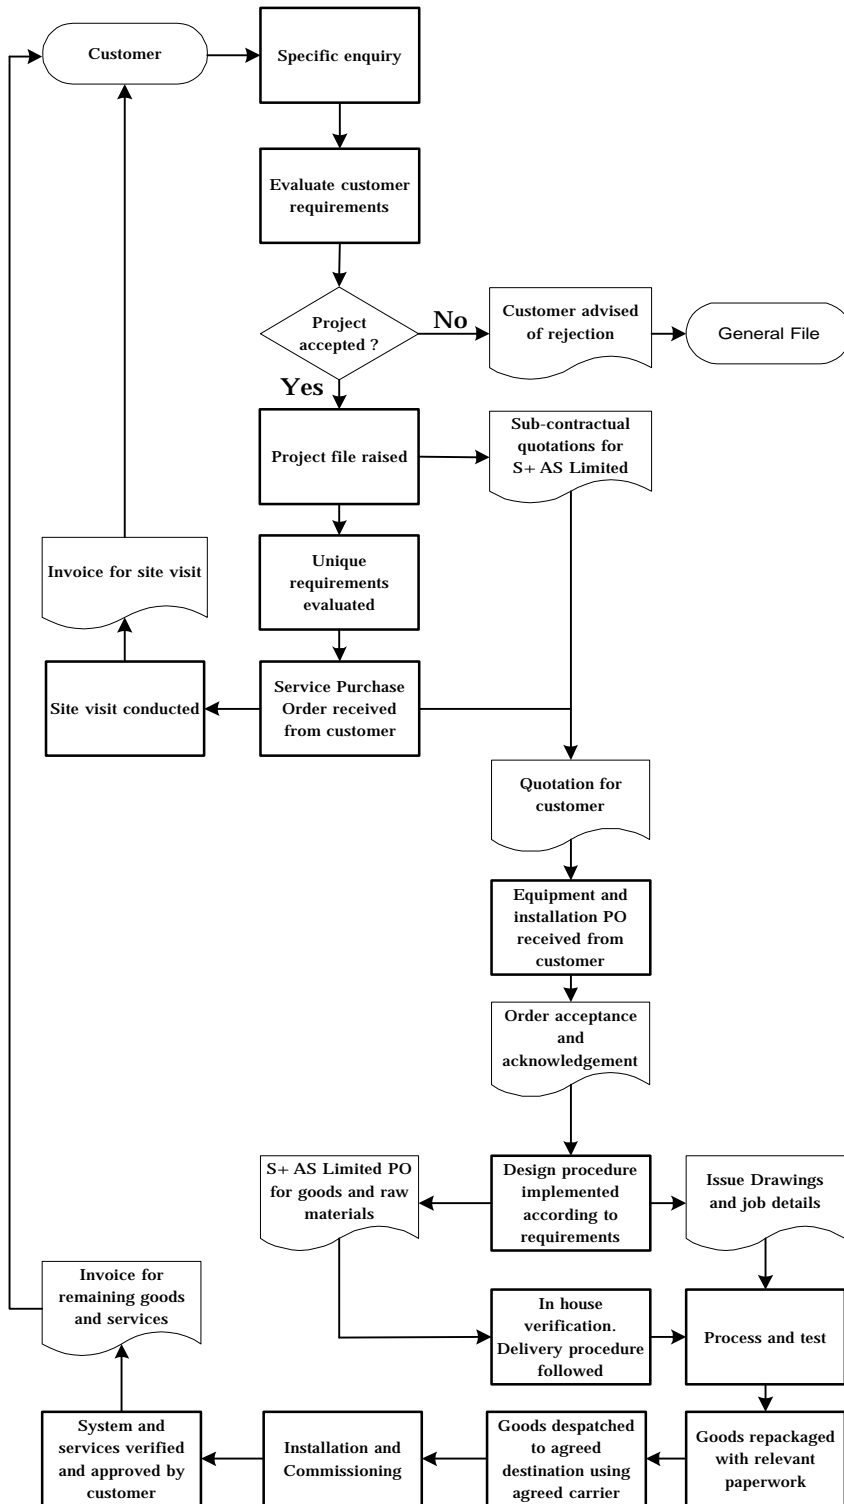 Customer
Specific enquiry
Evaluate customer
requirements
Project
accepted ?
No
Customer advised
of rejection
General File
Yes
Project file raised
Sub-contractual
quotations for
S+ AS Limited
Invoice for site visit
Unique
requirements
evaluated
Site visit conducted
Service Purchase
Order received
from customer
Quotation for
customer
Equipment and
installation PO
received from
customer
Order acceptance
and
acknowledgement
S+ AS Limited PO
for goods and raw
materials
Design procedure
implemented
according to
requirements
Issue Drawings
and job details
Invoice for
remaining goods
and services
In house
verification.
Delivery procedure
followed
Process and test
System and
services verified
and approved by
customer
Installation and
Commissioning
Goods despatched
to agreed
destination using
agreed carrier
Goods repackaged
with relevant
paperwork